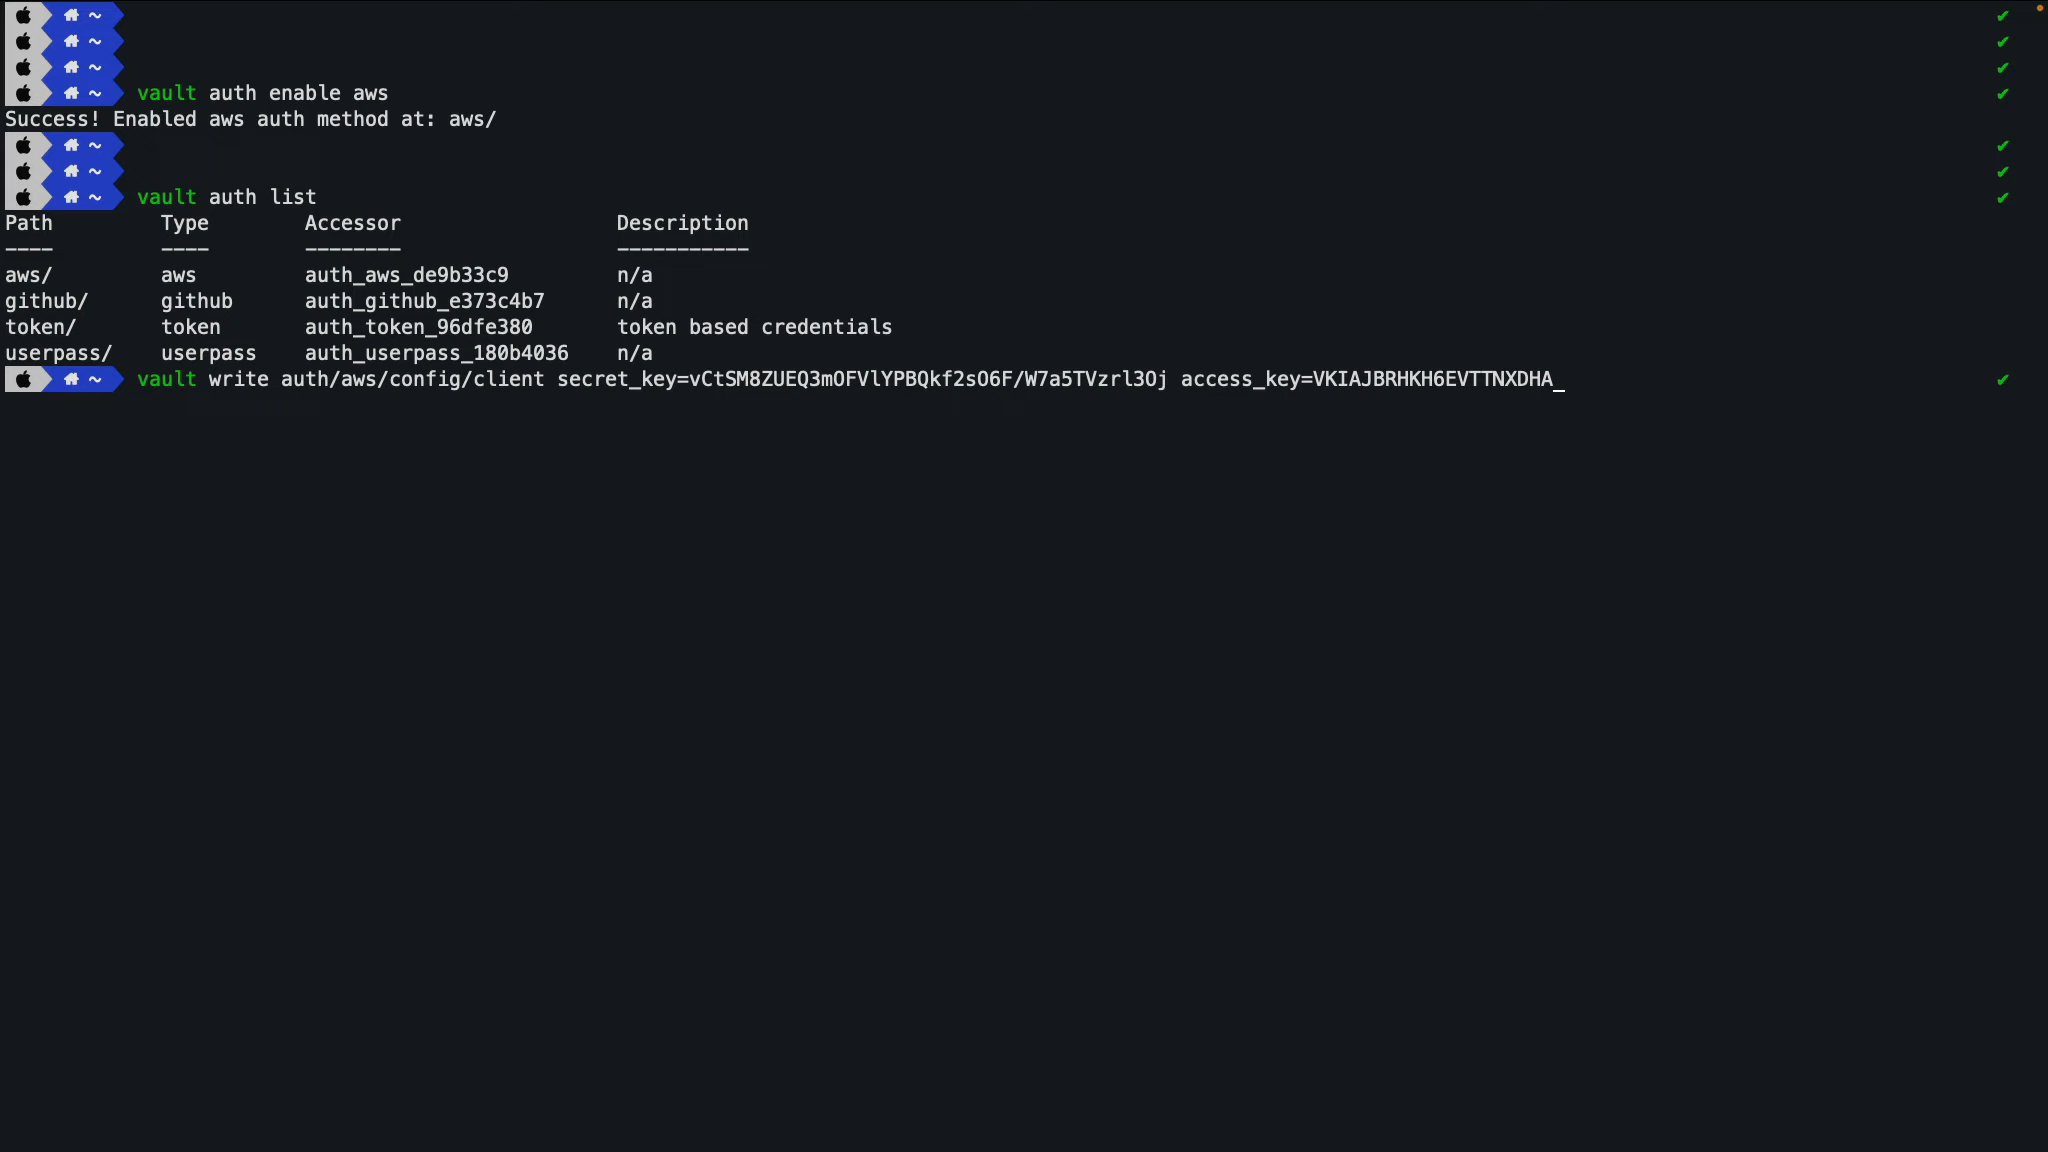 ~
~
~
~ vault auth enable aws
Success! Enabled aws auth method at: aws/
~
~
~ vault auth list
Path Type Accessor Description
---- ---- -------- -----------
aws/ aws auth_aws_de9b33c9 n/a
github/ github auth_github_e373c4b7 n/a
token/ token auth_token_96dfe380 token based credentials
userpass/ userpass auth_userpass_180b4036 n/a
~ vault write auth/aws/config/client secret_key=vCtSM8ZUEQ3mOFVlYPBQkf2sO6F/W7a5TVzrl3Oj access_key=VKIAJBRHKH6EVTTNXDHA_